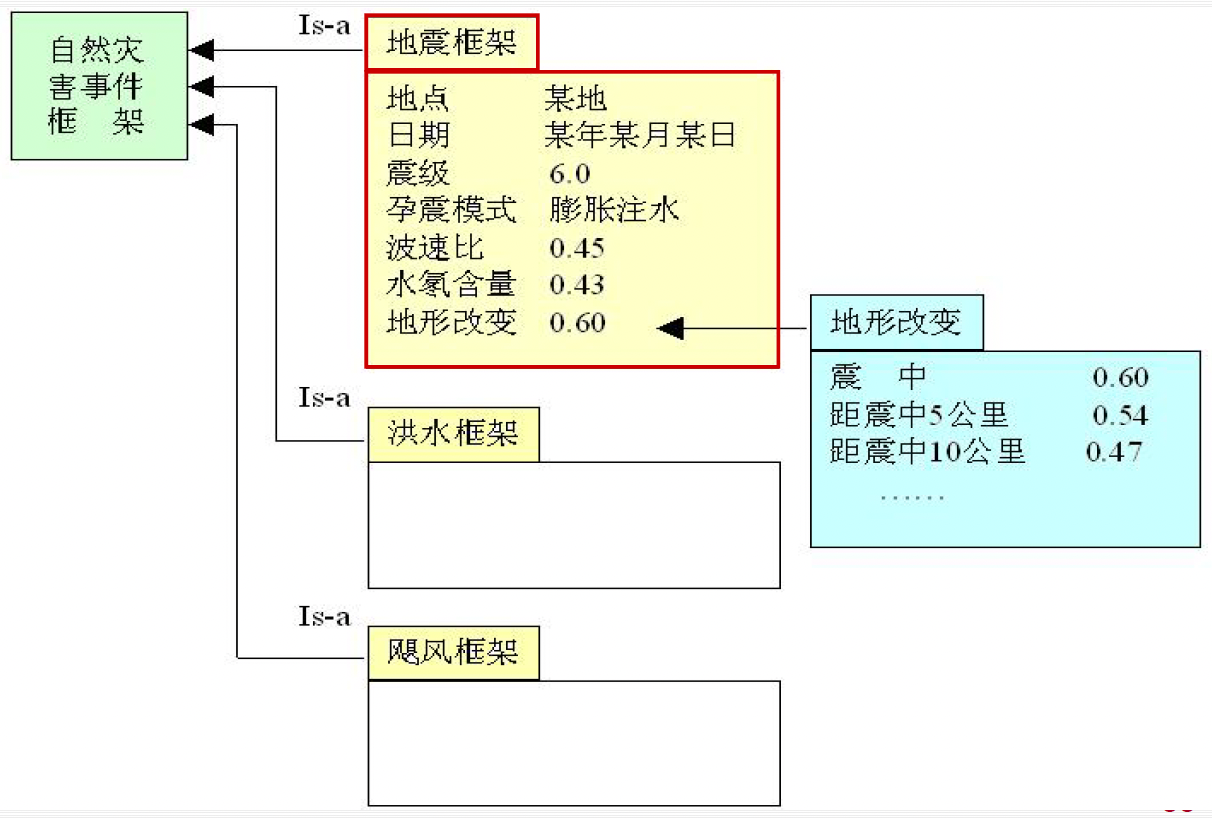 自然灾
害事件
框 架
Is-a
地震框架
地点 某地
日期 某年某月某日
震级 6.0
孕震模式 膨胀注水
波速比 0.45
水氡含量 0.43
地形改变 0.60
地形改变
震 中 0.60
距震中5公里 0.54
距震中10公里 0.47
……
Is-a
洪水框架
Is-a
飓风框架